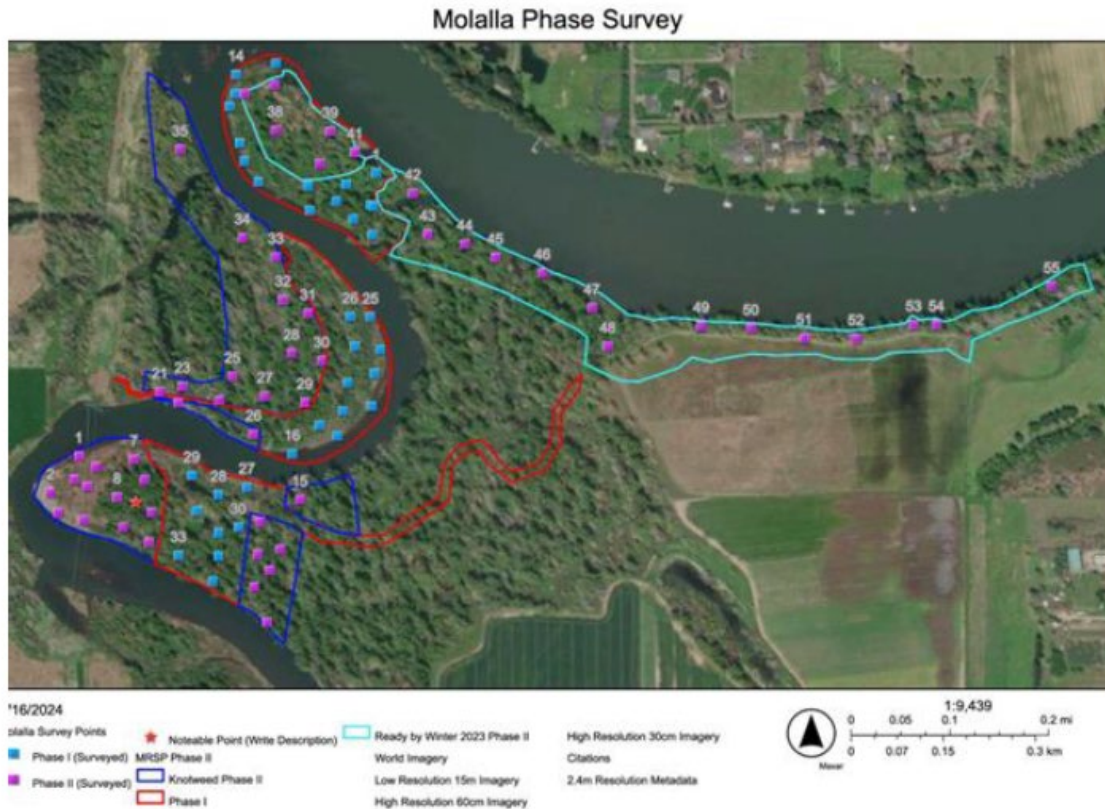 Molalla Phase Survey
14
38
39
35
41
42
34
43
44
33
45
46
32
31
26
25
47
49
50
53
54
55
28
30
48
51
52
21
23
25
27
29
26
16
1
7
2
8
29
28
27
15
30
33
16/2024
olalla Survey Points
Phase I (Surveyed)
Phase II (Surveyed)
Noteable Point (Write Description)
MRSP Phase II
Knotweed Phase II
Phase I
Ready by Winter 2023 Phase II
World Imagery
Low Resolution 15m Imagery
High Resolution 60cm Imagery
High Resolution 30cm Imagery
Citations
2.4m Resolution Metadata
Maxar
1:9,439
0 0.05 0.1 0.2 mi
0 0.07 0.15 0.3 km